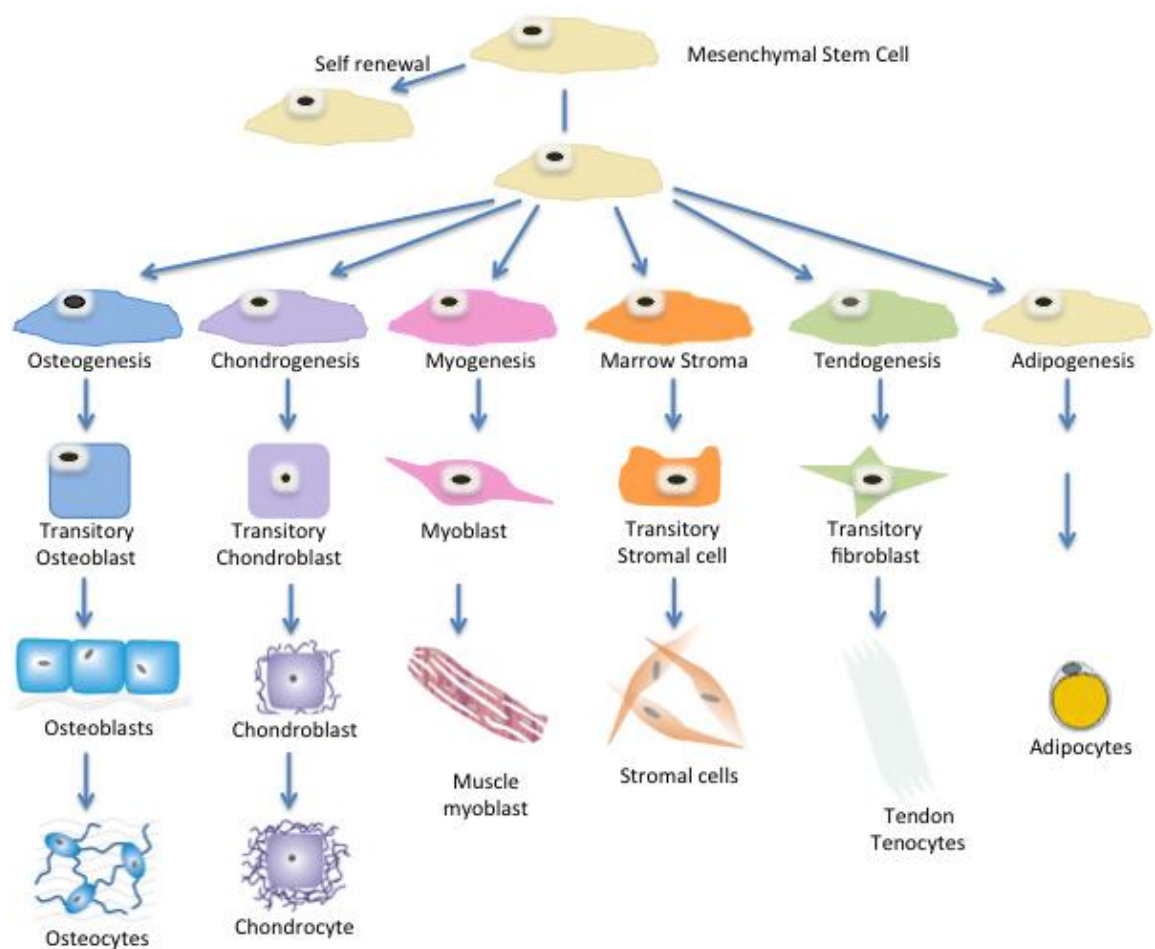 Mesenchymal Stem Cell
Self renewal
Osteogenesis
Chondrogenesis
Myogenesis
Marrow Stroma
Tendogenesis
Adipogenesis
Transitory
Osteoblast
Transitory
Chondroblast
Myoblast
Transitory
Stromal cell
Transitory
fibroblast
Osteoblasts
Chondroblast
Muscle
myoblast
Stromal cells
Tendon
Tenocytes
Adipocytes
Osteocytes
Chondrocyte